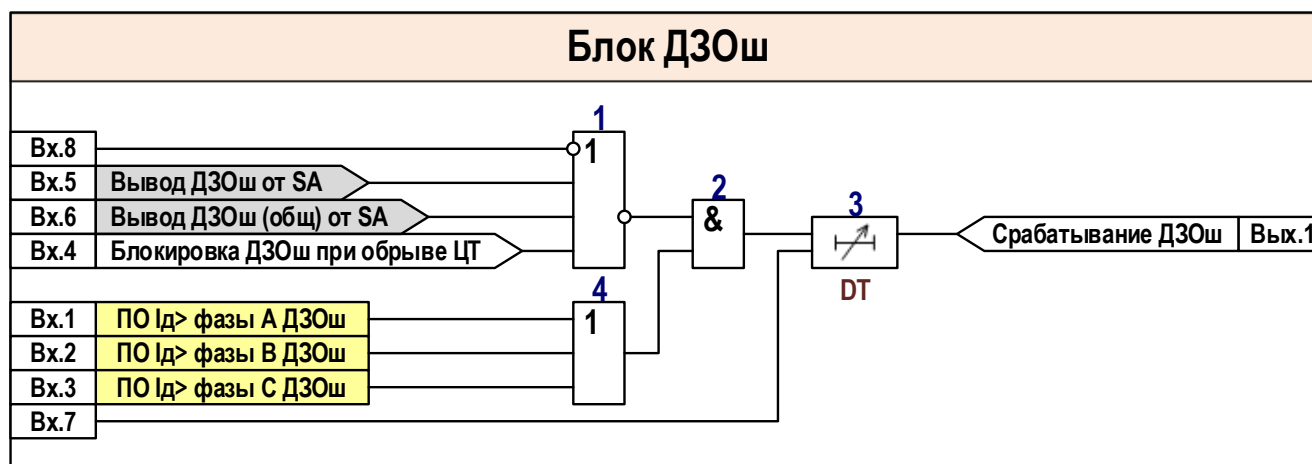 Блок ДЗОш
1
Вх.8
1
Вх.5 Вывод ДЗОш от SA
2
Вх.6 Вывод ДЗОш (общ) от SA
&
3
Срабатывание ДЗОш Вых.1
Вх.4 Блокировка ДЗОш при обрыве ЦТ
DT
4
Вх.1 ПО Iд> фазы А ДЗОш
1
Вх.2 ПО Iд> фазы В ДЗОш
Вх.3 ПО Iд> фазы С ДЗОш
Вх.7